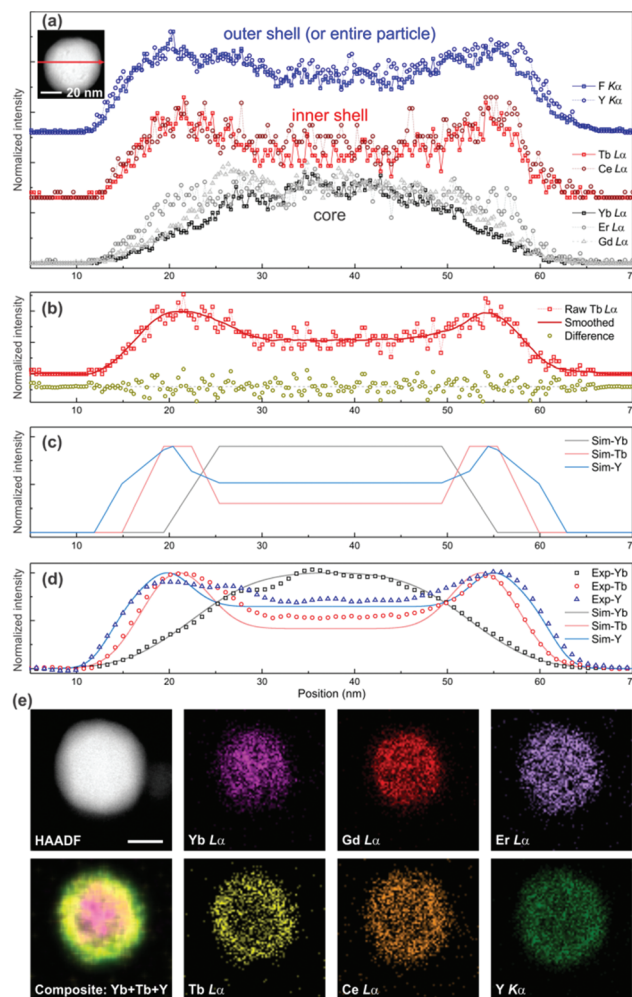 (a)
outer shell (or entire particle)
20 nm
F Kα
Y Kα
inner shell
Tb Lα
Ce Lα
core
Yb Lα
Er Lα
Gd Lα
Normalized intensity
10 20 30 40 50 60 70
(b)
Raw Tb Lα
Smoothed
Difference
Normalized intensity
10 20 30 40 50 60 70
(c)
Sim-Yb
Sim-Tb
Sim-Y
Normalized intensity
10 20 30 40 50 60 70
(d)
Exp-Yb
Exp-Tb
Exp-Y
Sim-Yb
Sim-Tb
Sim-Y
Normalized intensity
10 20 30 40 50 60 7
Position (nm)
(e)
HAADF
Yb Lα
Gd Lα
Er Lα
Composite: Yb+Tb+Y
Tb Lα
Ce Lα
Y Kα